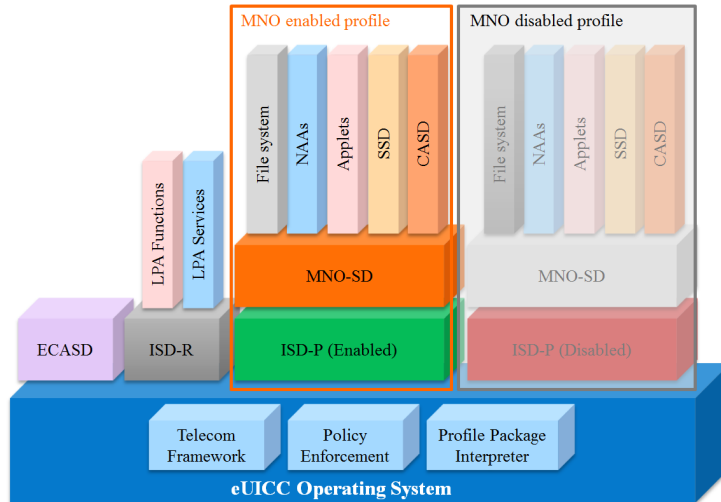 MNO enabled profile
MNO disabled profile
File system
NAAs
Applets
SSD
CASD
File system
NAAs
Applets
SSD
CASD
LPA Functions
LPA Services
MNO-SD
MNO-SD
ECASD
ISD-R
ISD-P (Enabled)
ISD-P (Disabled)
Telecom
Framework
Policy
Enforcement
Profile Package
Interpreter
eUICC Operating System